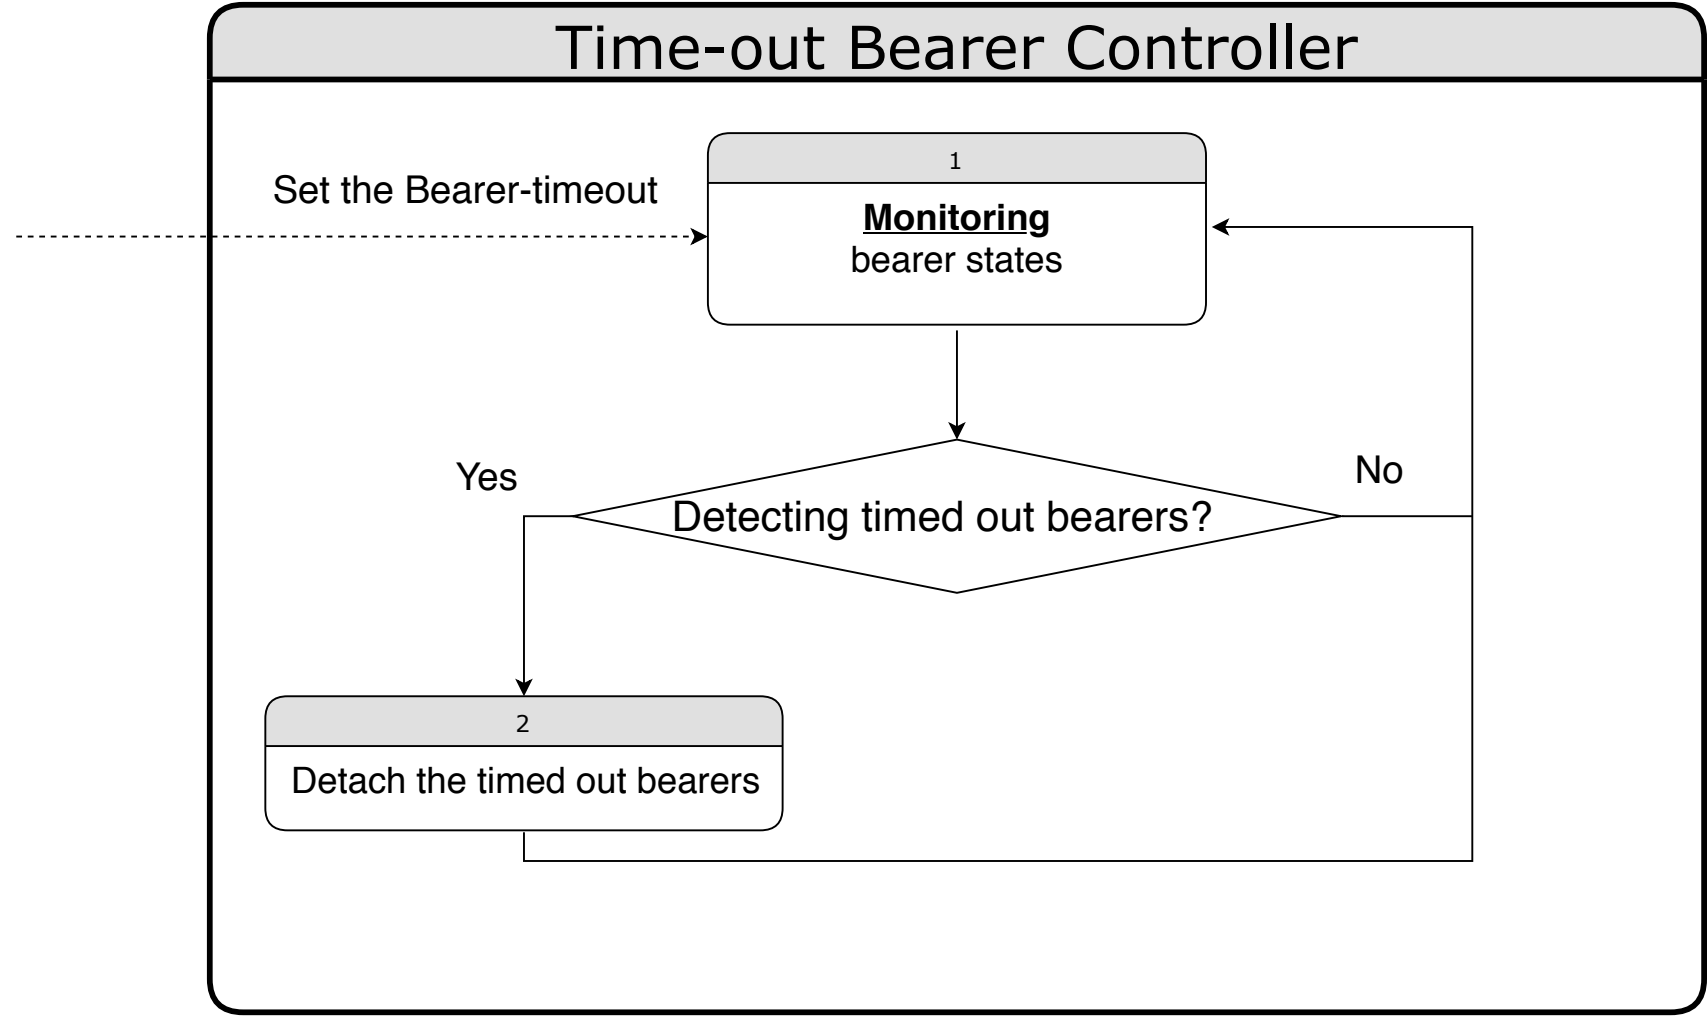 Time-out Bearer Controller
1
Set the Bearer-timeout
Monitoring
bearer states
Yes
No
Detecting timed out bearers?
2
Detach the timed out bearers